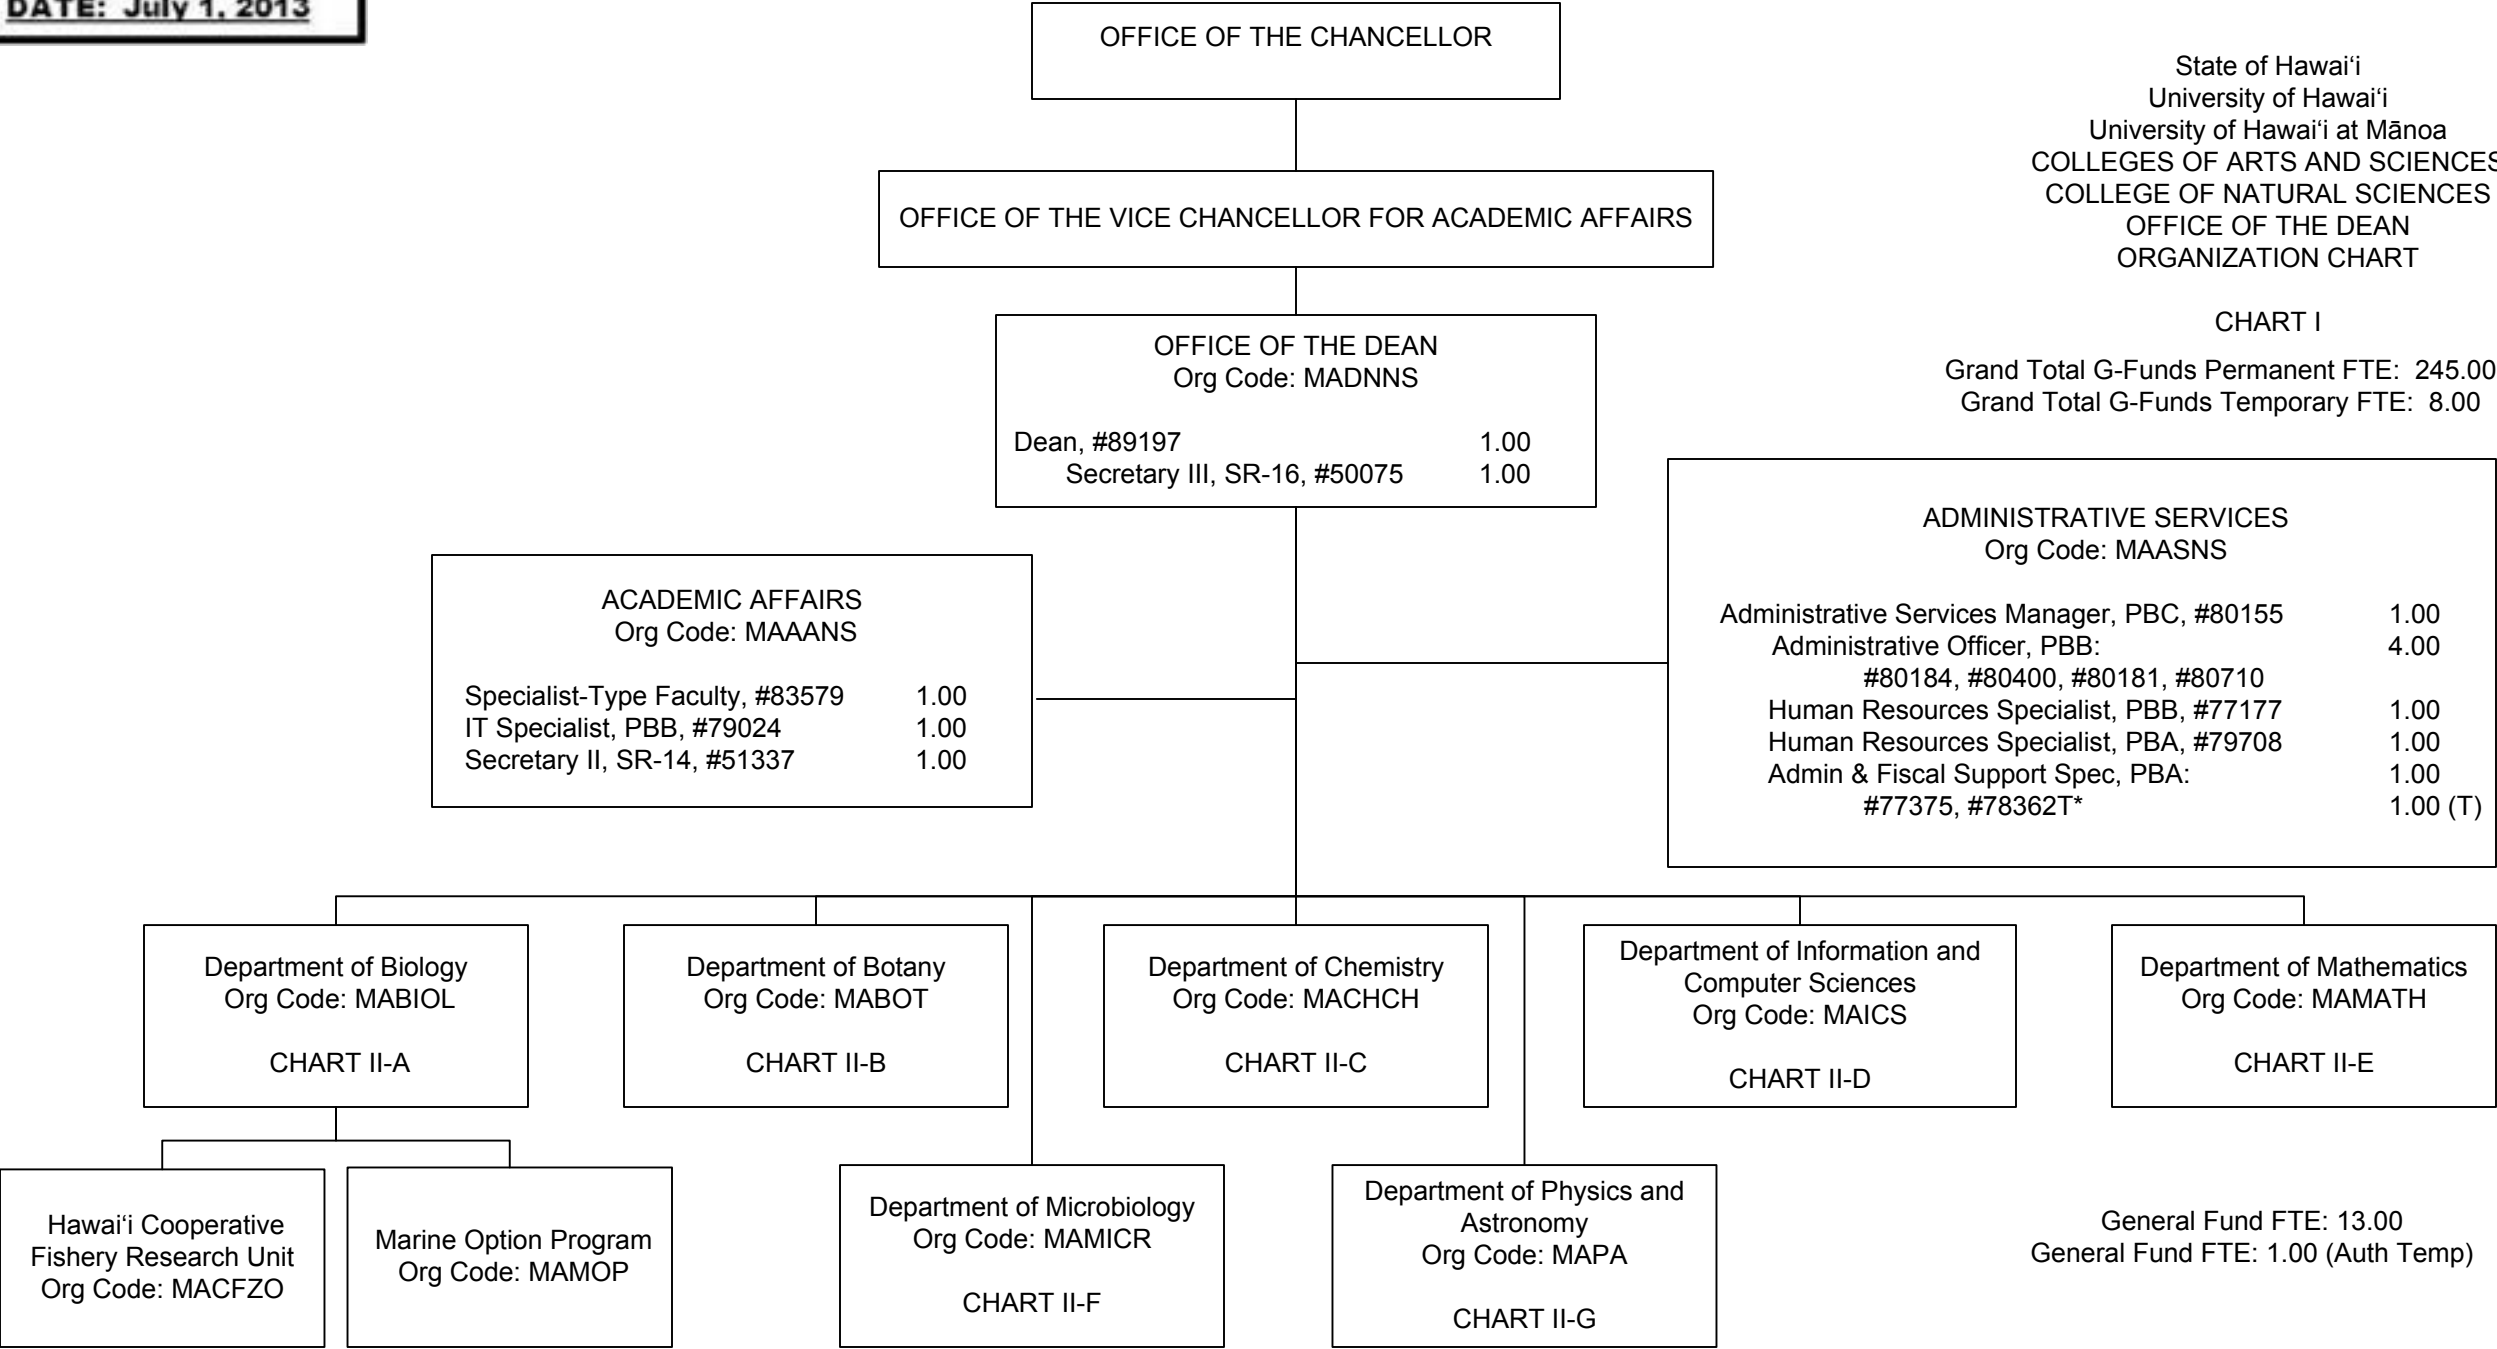 DATE: July 1, 2013
OFFICE OF THE CHANCELLOR
State of Hawaiʻi
University of Hawaiʻi
University of Hawaiʻi at Mānoa
COLLEGES OF ARTS AND SCIENCES
COLLEGE OF NATURAL SCIENCES
OFFICE OF THE DEAN
ORGANIZATION CHART
CHART I
Grand Total G-Funds Permanent FTE: 245.00
Grand Total G-Funds Temporary FTE: 8.00
OFFICE OF THE VICE CHANCELLOR FOR ACADEMIC AFFAIRS
OFFICE OF THE DEAN
Org Code: MADNNS
Dean, #89197 1.00
Secretary III, SR-16, #50075 1.00
ACADEMIC AFFAIRS
Org Code: MAAANS
Specialist-Type Faculty, #83579 1.00
IT Specialist, PBB, #79024 1.00
Secretary II, SR-14, #51337 1.00
ADMINISTRATIVE SERVICES
Org Code: MAASNS
Administrative Services Manager, PBC, #80155 1.00
Administrative Officer, PBB: 4.00
#80184, #80400, #80181, #80710
Human Resources Specialist, PBB, #77177 1.00
Human Resources Specialist, PBA, #79708 1.00
Admin & Fiscal Support Spec, PBA: 1.00
#77375, #78362T* 1.00 (T)
Department of Biology
Org Code: MABIOL
CHART II-A
Department of Botany
Org Code: MABOT
CHART II-B
Department of Chemistry
Org Code: MACHCH
CHART II-C
Department of Information and
Computer Sciences
Org Code: MAICS
CHART II-D
Department of Mathematics
Org Code: MAMATH
CHART II-E
Hawaiʻi Cooperative
Fishery Research Unit
Org Code: MACFZO
Marine Option Program
Org Code: MAMOP
Department of Microbiology
Org Code: MAMICR
CHART II-F
Department of Physics and
Astronomy
Org Code: MAPA
CHART II-G
General Fund FTE: 13.00
General Fund FTE: 1.00 (Auth Temp)